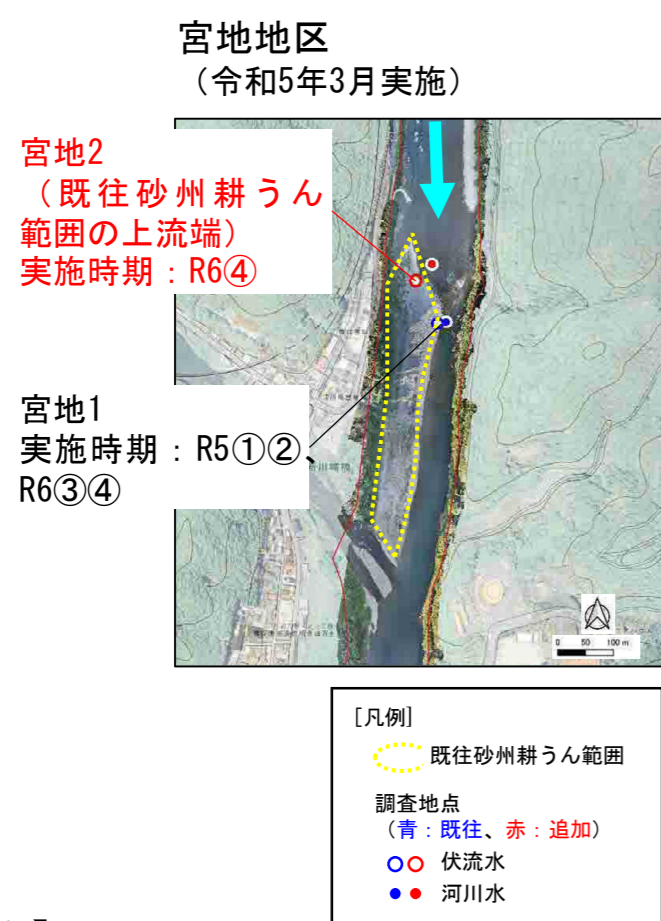 宮地地区
（令和5年3月実施）
宮地2
（既往砂州耕うん
範囲の上流端）
実施時期：R6④
宮地1
実施時期：R5①②、
R6③④
0 50 100 m
[凡例]
既往砂州耕うん範囲
調査地点
（青：既往、赤：追加）
伏流水
河川水